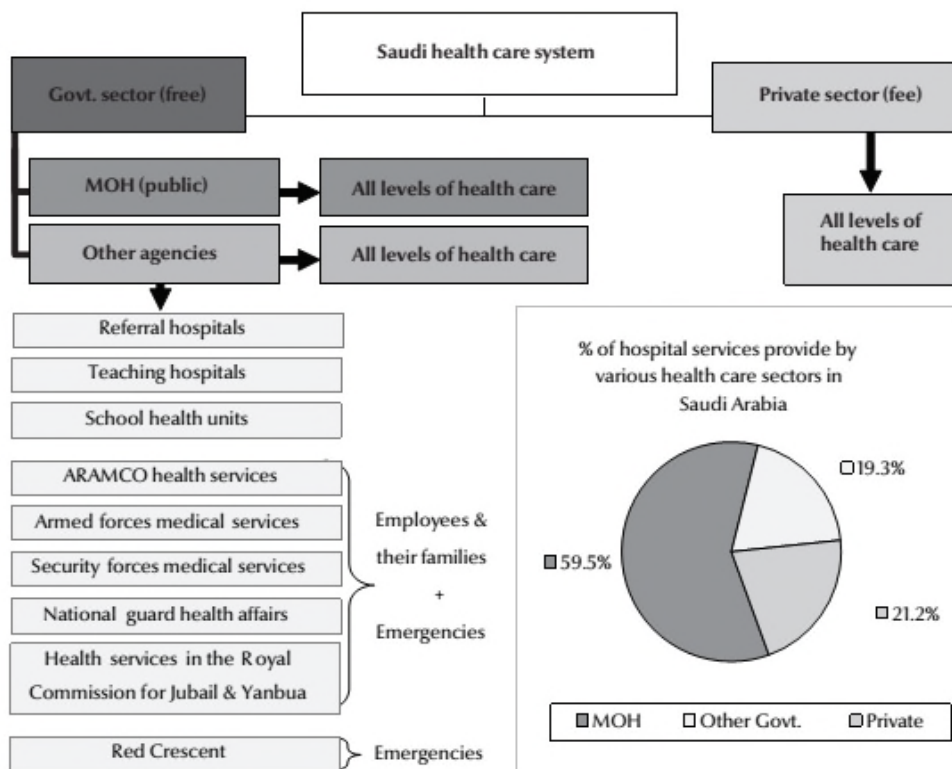 Saudi health care system
Govt. sector (free)
Private sector (fee)
MOH (public)
All levels of health care
All levels of
health care
Other agencies
All levels of health care
Referral hospitals
Teaching hospitals
School health units
ARAMCO health services
Armed forces medical services
Security forces medical services
National guard health affairs
Health services in the Royal
Commission for Jubail & Yanbua
Employees &
their families
+
Emergencies
Red Crescent
Emergencies
% of hospital services provide by
various health care sectors in
Saudi Arabia
19.3%
59.5%
21.2%
MOH
Other Govt.
Private